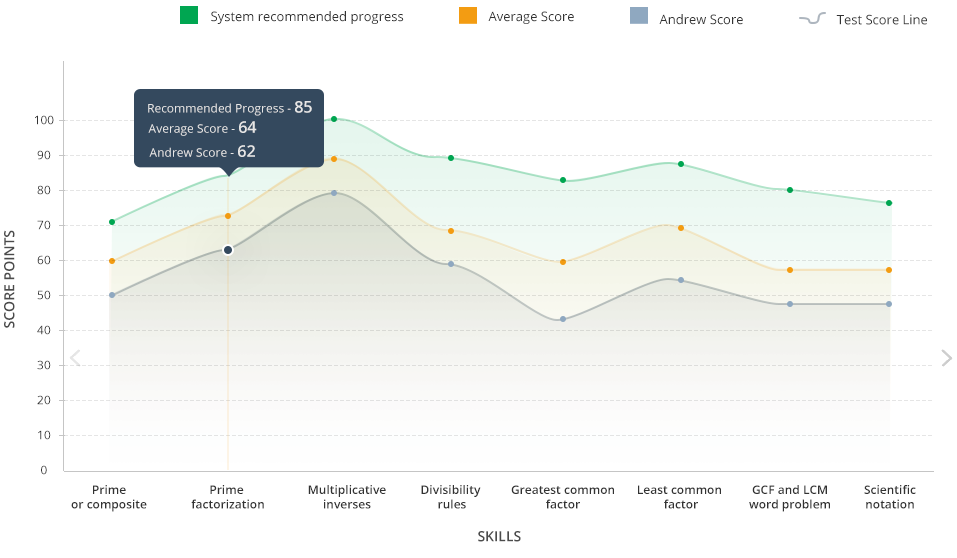 System recommended progress
Average Score
Andrew Score
Test Score Line
Recommended Progress - 85
Average Score - 64
Andrew Score - 62
SCORE POINTS
100
90
80
70
60
50
40
30
20
10
0
Prime
or composite
Prime
factorization
Multiplicative
inverses
Divisibility
rules
Greatest common
factor
Least common
factor
GCF and LCM
word problem
Scientific
notation
SKILLS